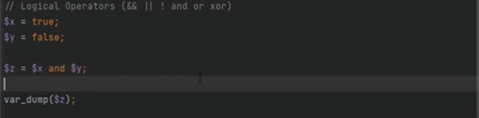 // Logical Operators (&& || ! and or xor)
$x = true;
$y = false;
$z = $x and $y;
var_dump($z);